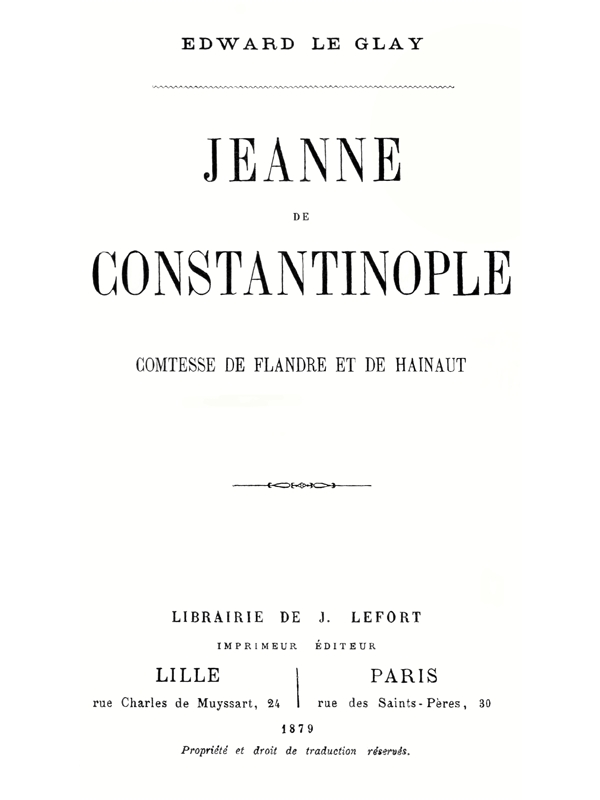 EDWARD LE GLAY
JEANNE
DE
CONSTANTINOPLE
COMTESSE DE FLANDRE ET DE HAINAUT
LIBRAIRIE DE J. LEFORT
IMPRIMEUR ÉDITEUR
LILLE
rue Charles de Muyssart, 24
PARIS
rue des Saints-Pères, 30
1879
Propriété et droit de traduction réservés.